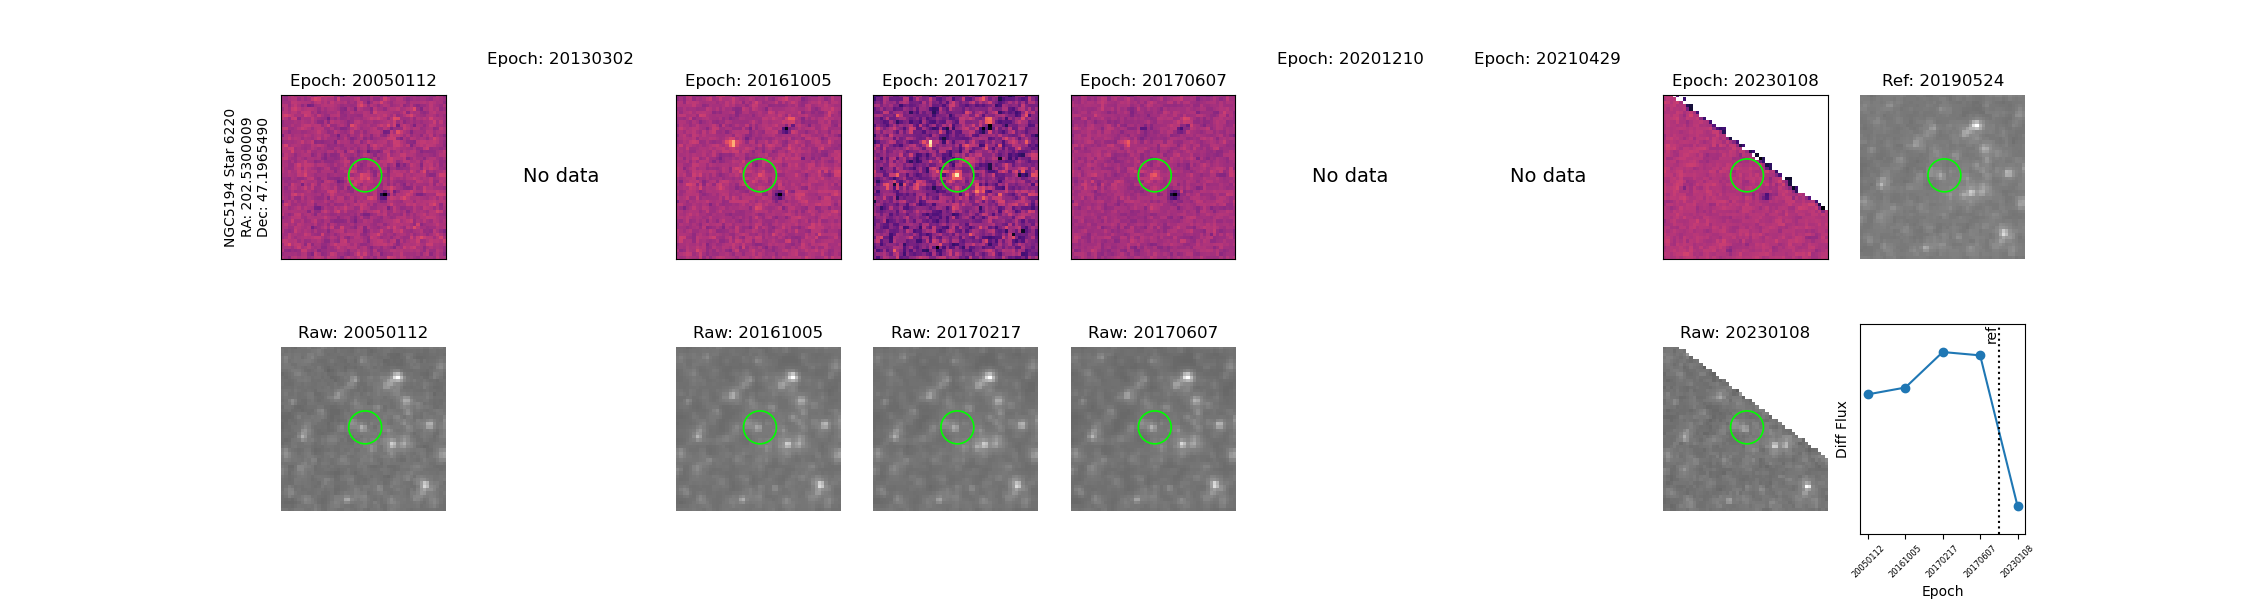 Epoch: 20130302
Epoch: 20201210
Epoch: 20210429
Epoch: 20050112
Epoch: 20161005
Epoch: 20170217
Epoch: 20170607
Epoch: 20230108
Ref: 20190524
NGC5194 Star 6220
RA: 202.5300009
Dec: 47.1965490
No data
No data
No data
Raw: 20050112
Raw: 20161005
Raw: 20170217
Raw: 20170607
Raw: 20230108
ref
Diff Flux
20050112
20161005
20170217
20170607
20230108
Epoch